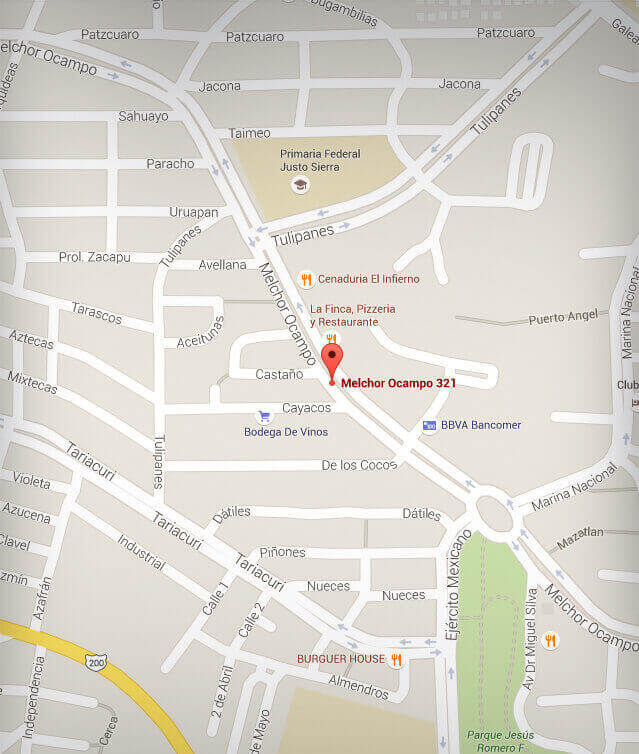 Bugambilias
Galea
Patzcuaro
Patzcuaro
Melchor Ocampo
Jacona
Jacona
Tulipanes
Sahuayo
Taimeo
Paracho
Primaria Federal
Justo Sierra
Uruapan
Tulipanes
Tulipanes
Prol. Zacapu
Avellana
Cenaduria El Infierno
Melchor Ocampo
Tarascos
Aceitunas
La Finca, Pizzeria
y Restaurante
Puerto Angel
Marina Nacional
Aztecas
Mixtecas
Castaño
Melchor Ocampo 321
Club
Cayacos
Bodega De Vinos
BBVA Bancomer
Tulipanes
Tariacuri
De los Cocos
Marina Nacional
Violeta
Azucena
Clavel
Tariacuri
Dátiles
Dátiles
Mazatlan
Industrial
Piñones
Tariacuri
Ejército Mexicano
Azafrán
Calle 1
Nueces
Nueces
Melchor Ocampo
Calle 2
Av Dr Miguel Silva
200
BURGUER HOUSE
2 de Abril
Almendros
Independencia
Cerca
de Mayo
Parque Jesús
Romero F